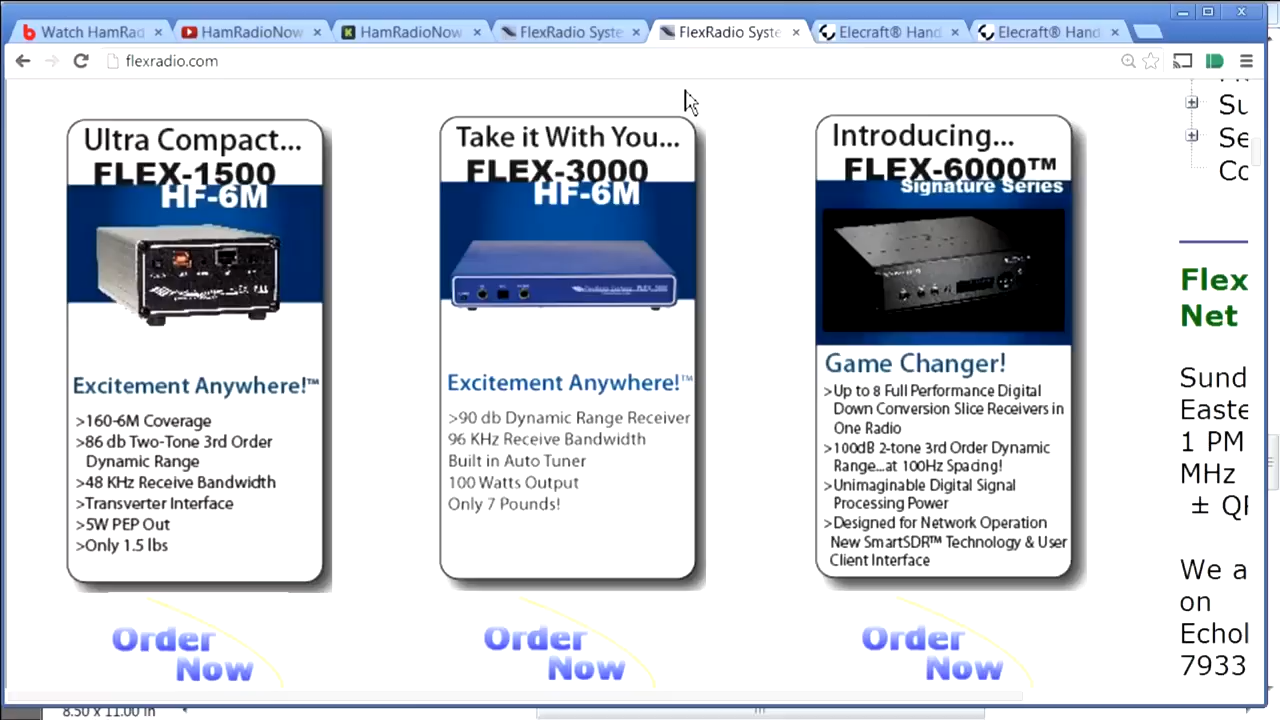 Watch HamRad
HamRadioNow
HamRadioNow
FlexRadio Syste
FlexRadio Syste
Elecraft® Hand
Elecraft® Hand
flexradio.com
Ultra Compact...
FLEX-1500
HF-6M
Excitement Anywhere!™
>160-6M Coverage
>86 db Two-Tone 3rd Order
Dynamic Range
>48 KHz Receive Bandwidth
>Transverter Interface
>5W PEP Out
>Only 1.5 lbs
Order
Now
Take it With You...
FLEX-3000
HF-6M
Excitement Anywhere!™
>90 db Dynamic Range Receiver
96 KHz Receive Bandwidth
Built in Auto Tuner
100 Watts Output
Only 7 Pounds!
Order
Now
Introducing...
FLEX-6000™
Signature Series
Game Changer!
>Up to 8 Full Performance Digital
Down Conversion Slice Receivers in
One Radio
>100dB 2-tone 3rd Order Dynamic
Range...at 100Hz Spacing!
>Unimaginable Digital Signal
Processing Power
>Designed for Network Operation
New SmartSDR™ Technology & User
Client Interface
Order
Now
Su
Se
Co
Flex
Net
Sund
Easte
1 PM
MHz
± QR
We a
on
Echol
7933
8.50 x 11.00 in